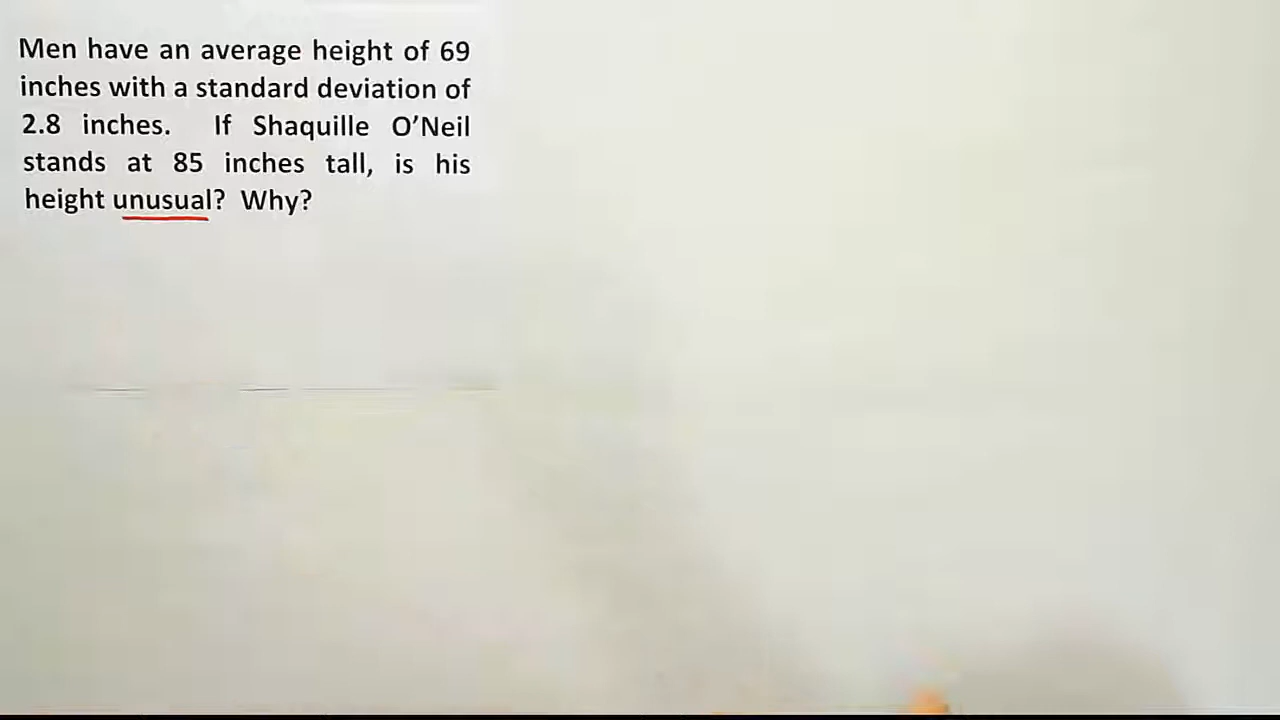 Men have an average height of 69
inches with a standard deviation of
2.8 inches. If Shaquille O’Neil
stands at 85 inches tall, is his
height unusual? Why?